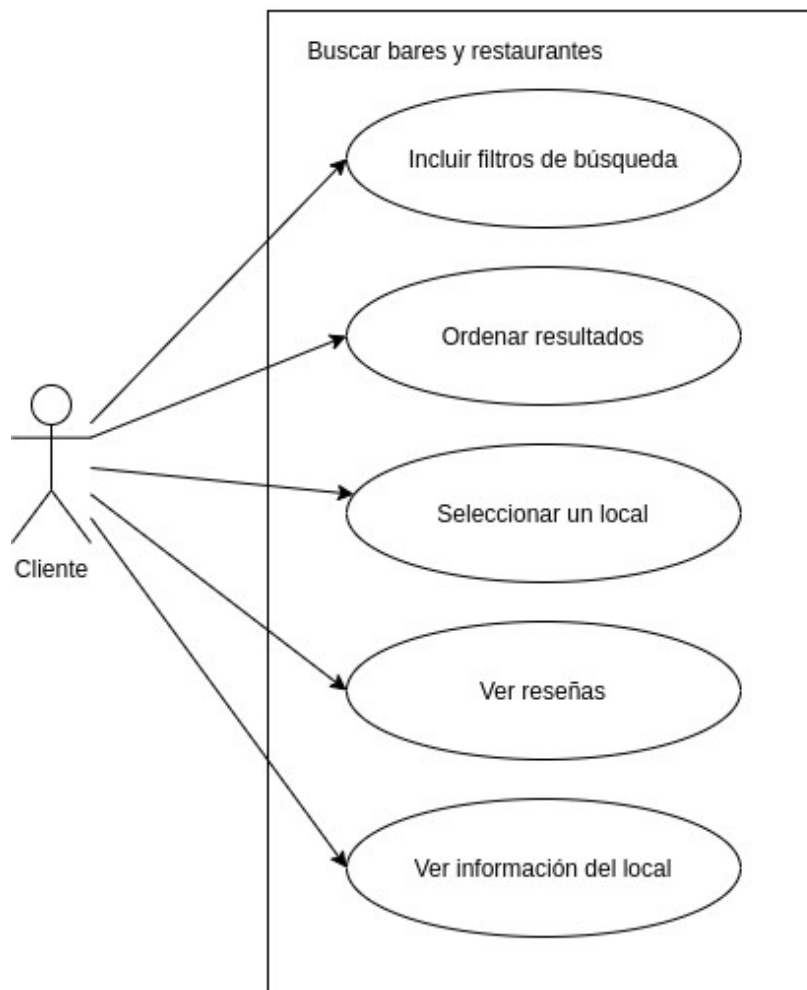 Buscar bares y restaurantes
Incluir filtros de búsqueda
Ordenar resultados
Seleccionar un local
Cliente
Ver reseñas
Ver información del local